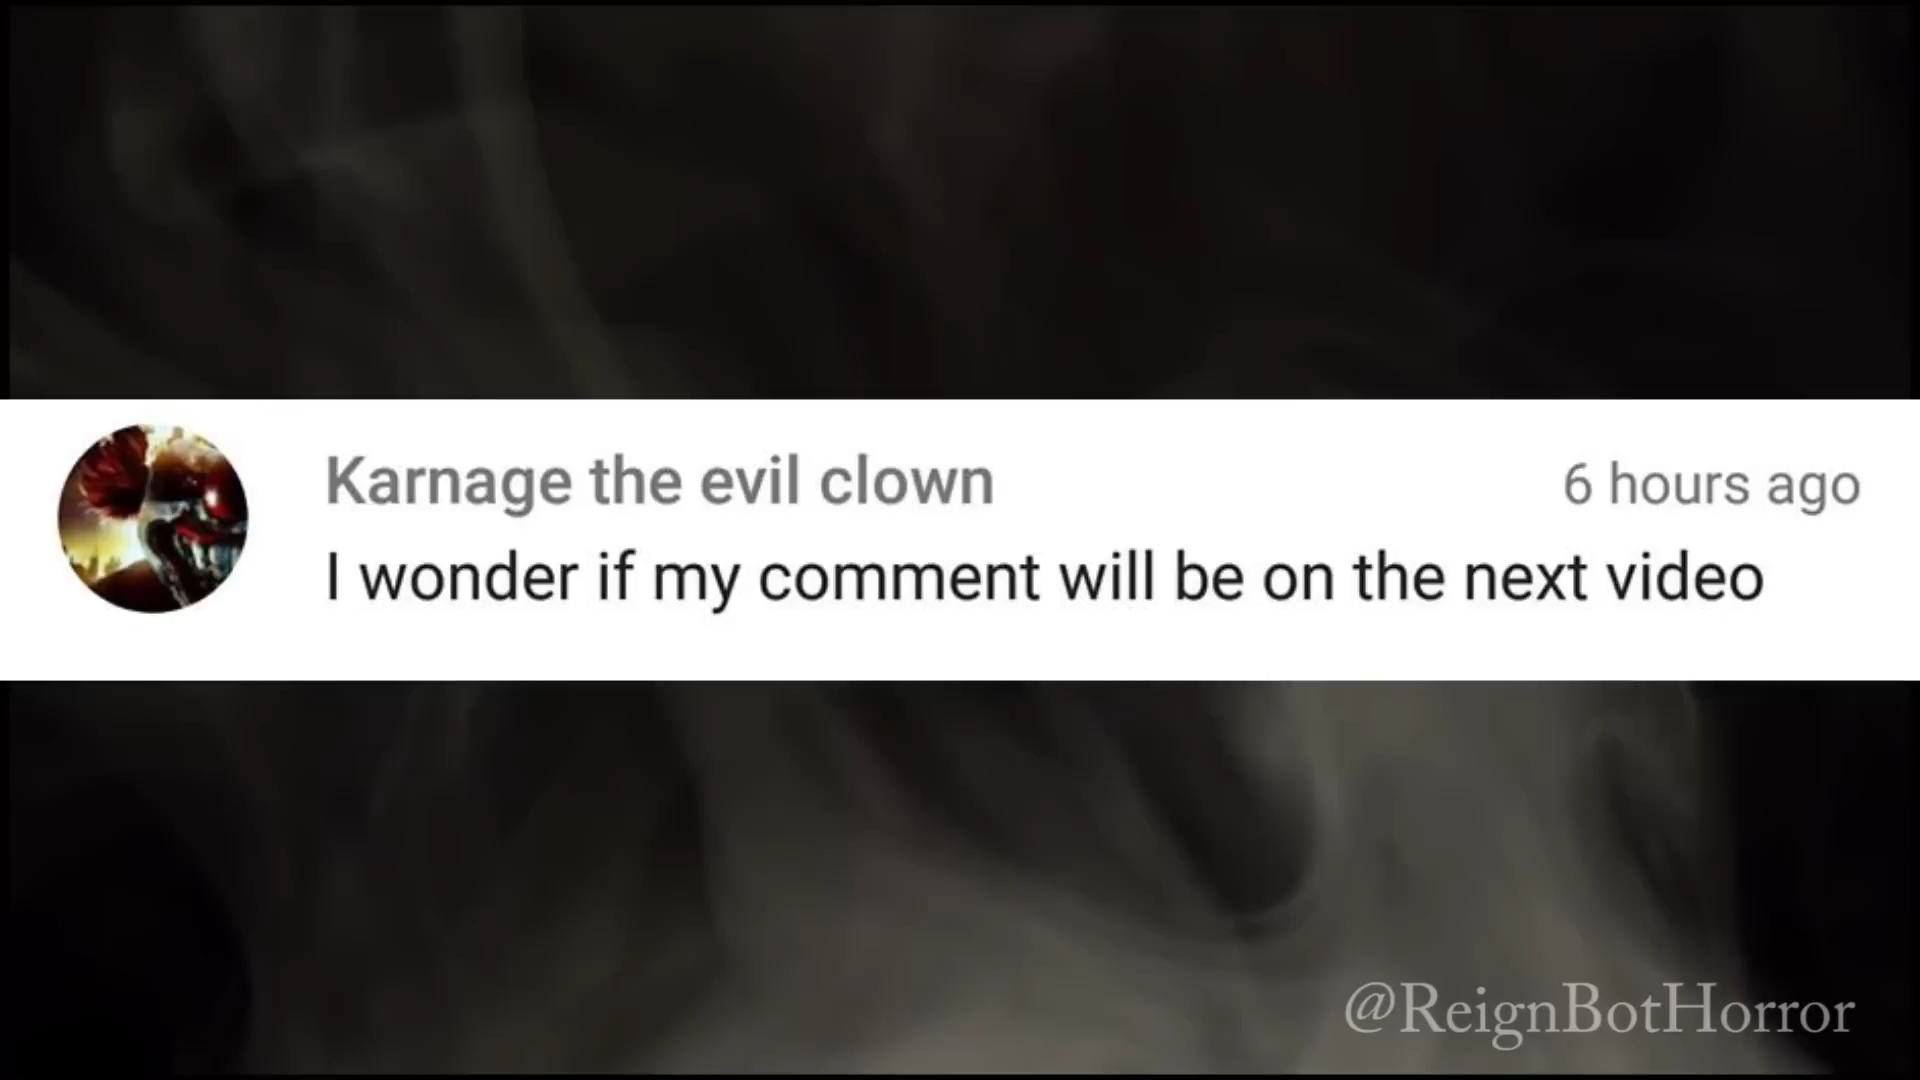 Karnage the evil clown
6 hours ago
I wonder if my comment will be on the next video
@ReignBotHorror